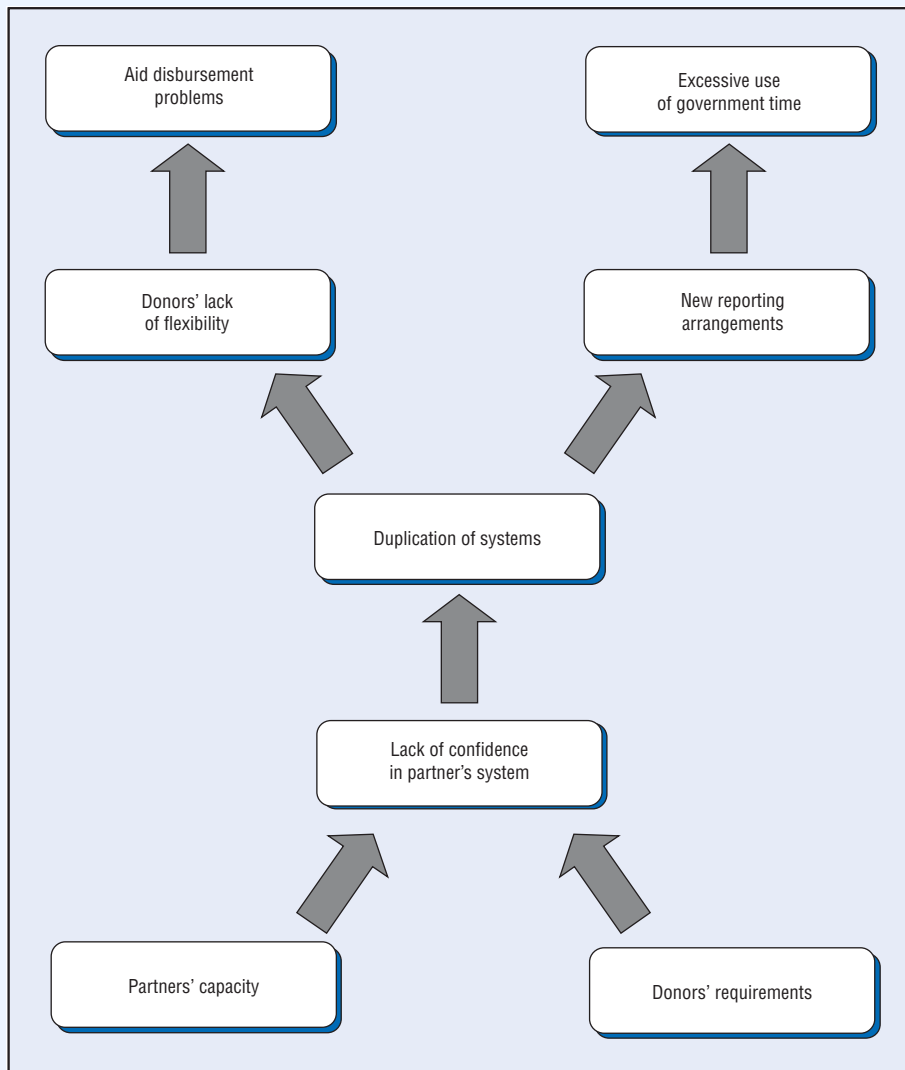 Aid disbursement
problems
Excessive use
of government time
Donors’ lack
of flexibility
New reporting
arrangements
Duplication of systems
Lack of confidence
in partner’s system
Partners’ capacity
Donors’ requirements